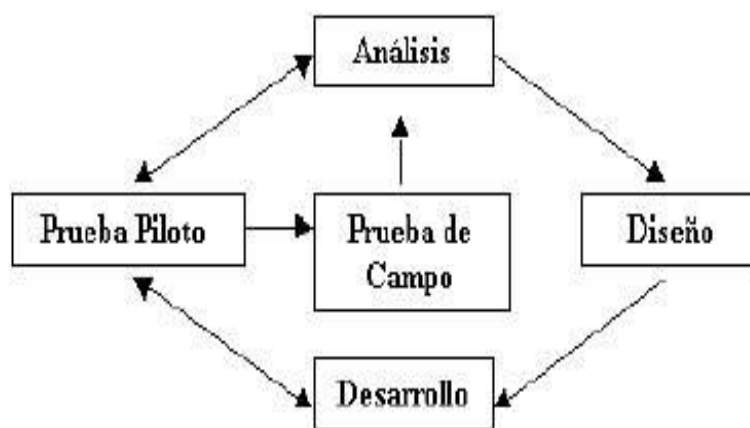 Análisis
Prueba Piloto
Prueba de
Campo
Diseño
Desarrollo